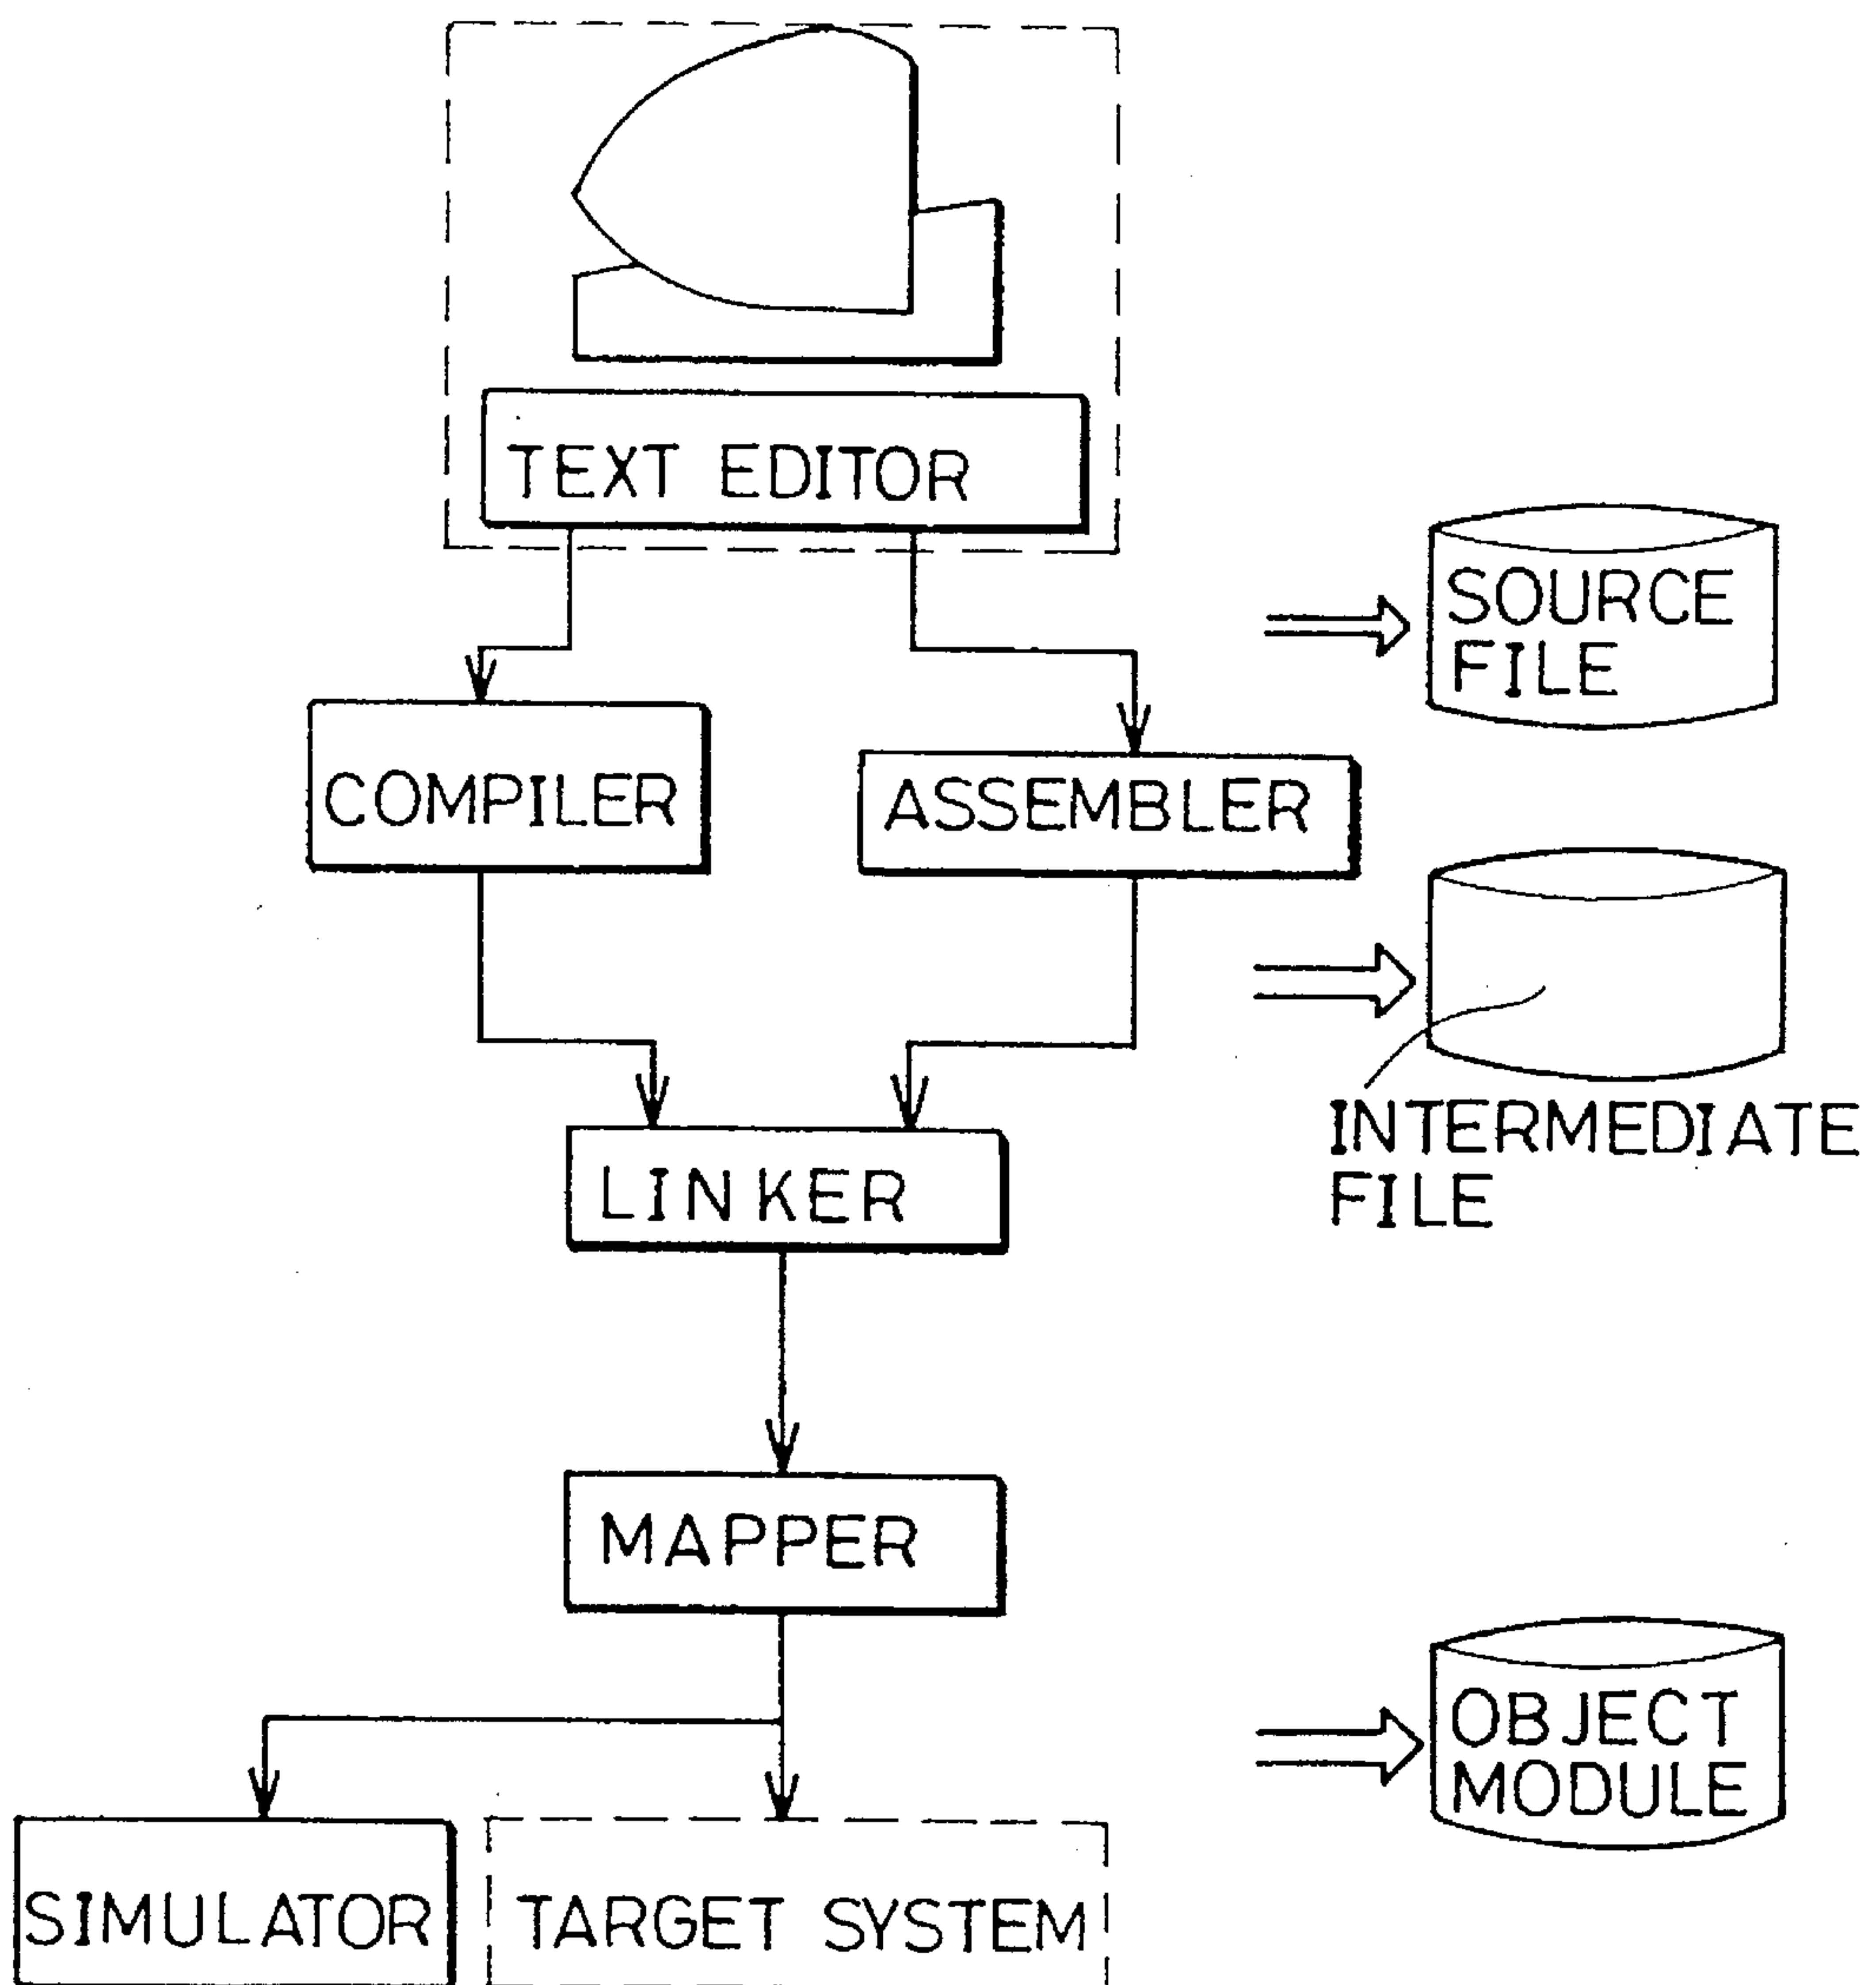 TEXT EDITOR
SOURCE
FILE
COMPILER
ASSEMBLER
INTERMEDIATE
FILE
LINKER
MAPPER
OBJECT
MODULE
SIMULATOR
TARGET SYSTEM